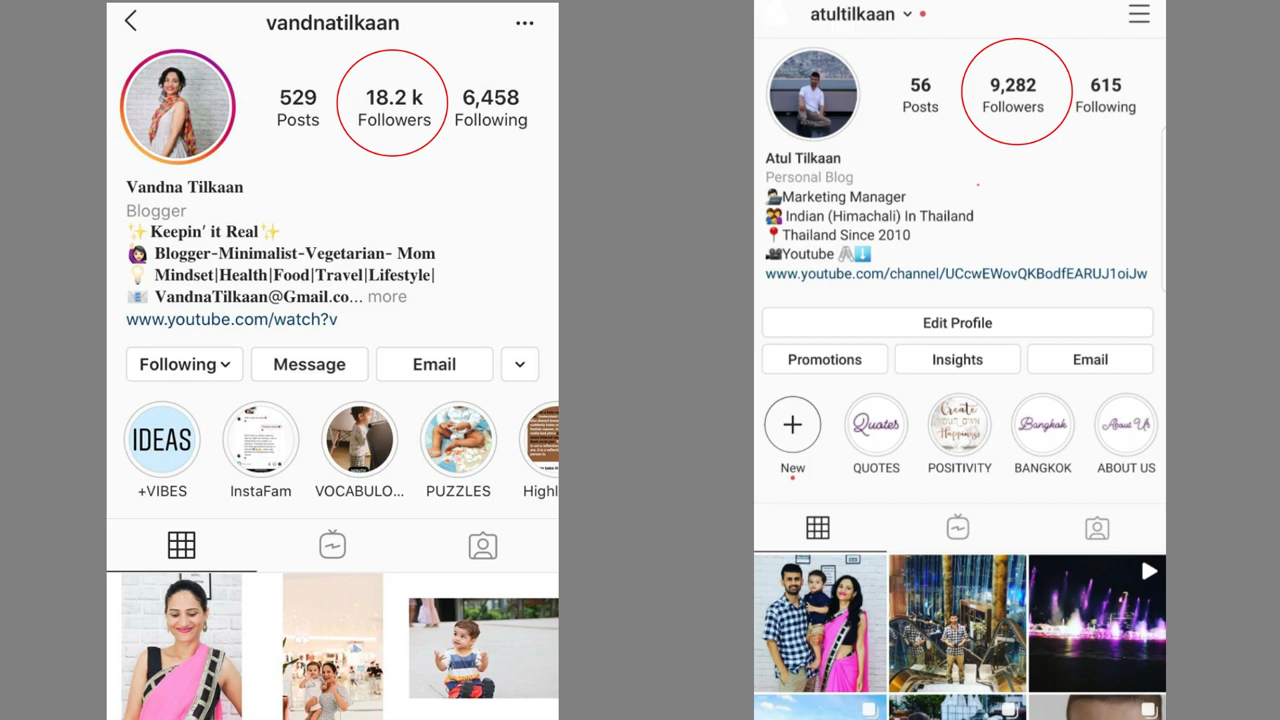 vandnatilkaan
529
18.2 k
6,458
Posts
Followers
Following
Vandna Tilkaan
Blogger
✨Keepin' it Real✨
Blogger-Minimalist-Vegetarian- Mom
Mindset|Health|Food|Travel|Lifestyle|
VandnaTilkaan@Gmail.co... more
www.youtube.com/watch?v
Following
Message
Email
IDEAS
+VIBES
InstaFam
VOCABULO...
PUZZLES
Highl
atultilkaan
56
9,282
615
Posts
Followers
Following
Atul Tilkaan
Personal Blog
Marketing Manager
Indian (Himachali) In Thailand
Thailand Since 2010
Youtube
www.youtube.com/channel/UCcwEWovQKBodfEARUJ1oiJw
Edit Profile
Promotions
Insights
Email
Quotes
Create
YOUR OWN
Happiness
Bangkok
About Us
New
QUOTES
POSITIVITY
BANGKOK
ABOUT US